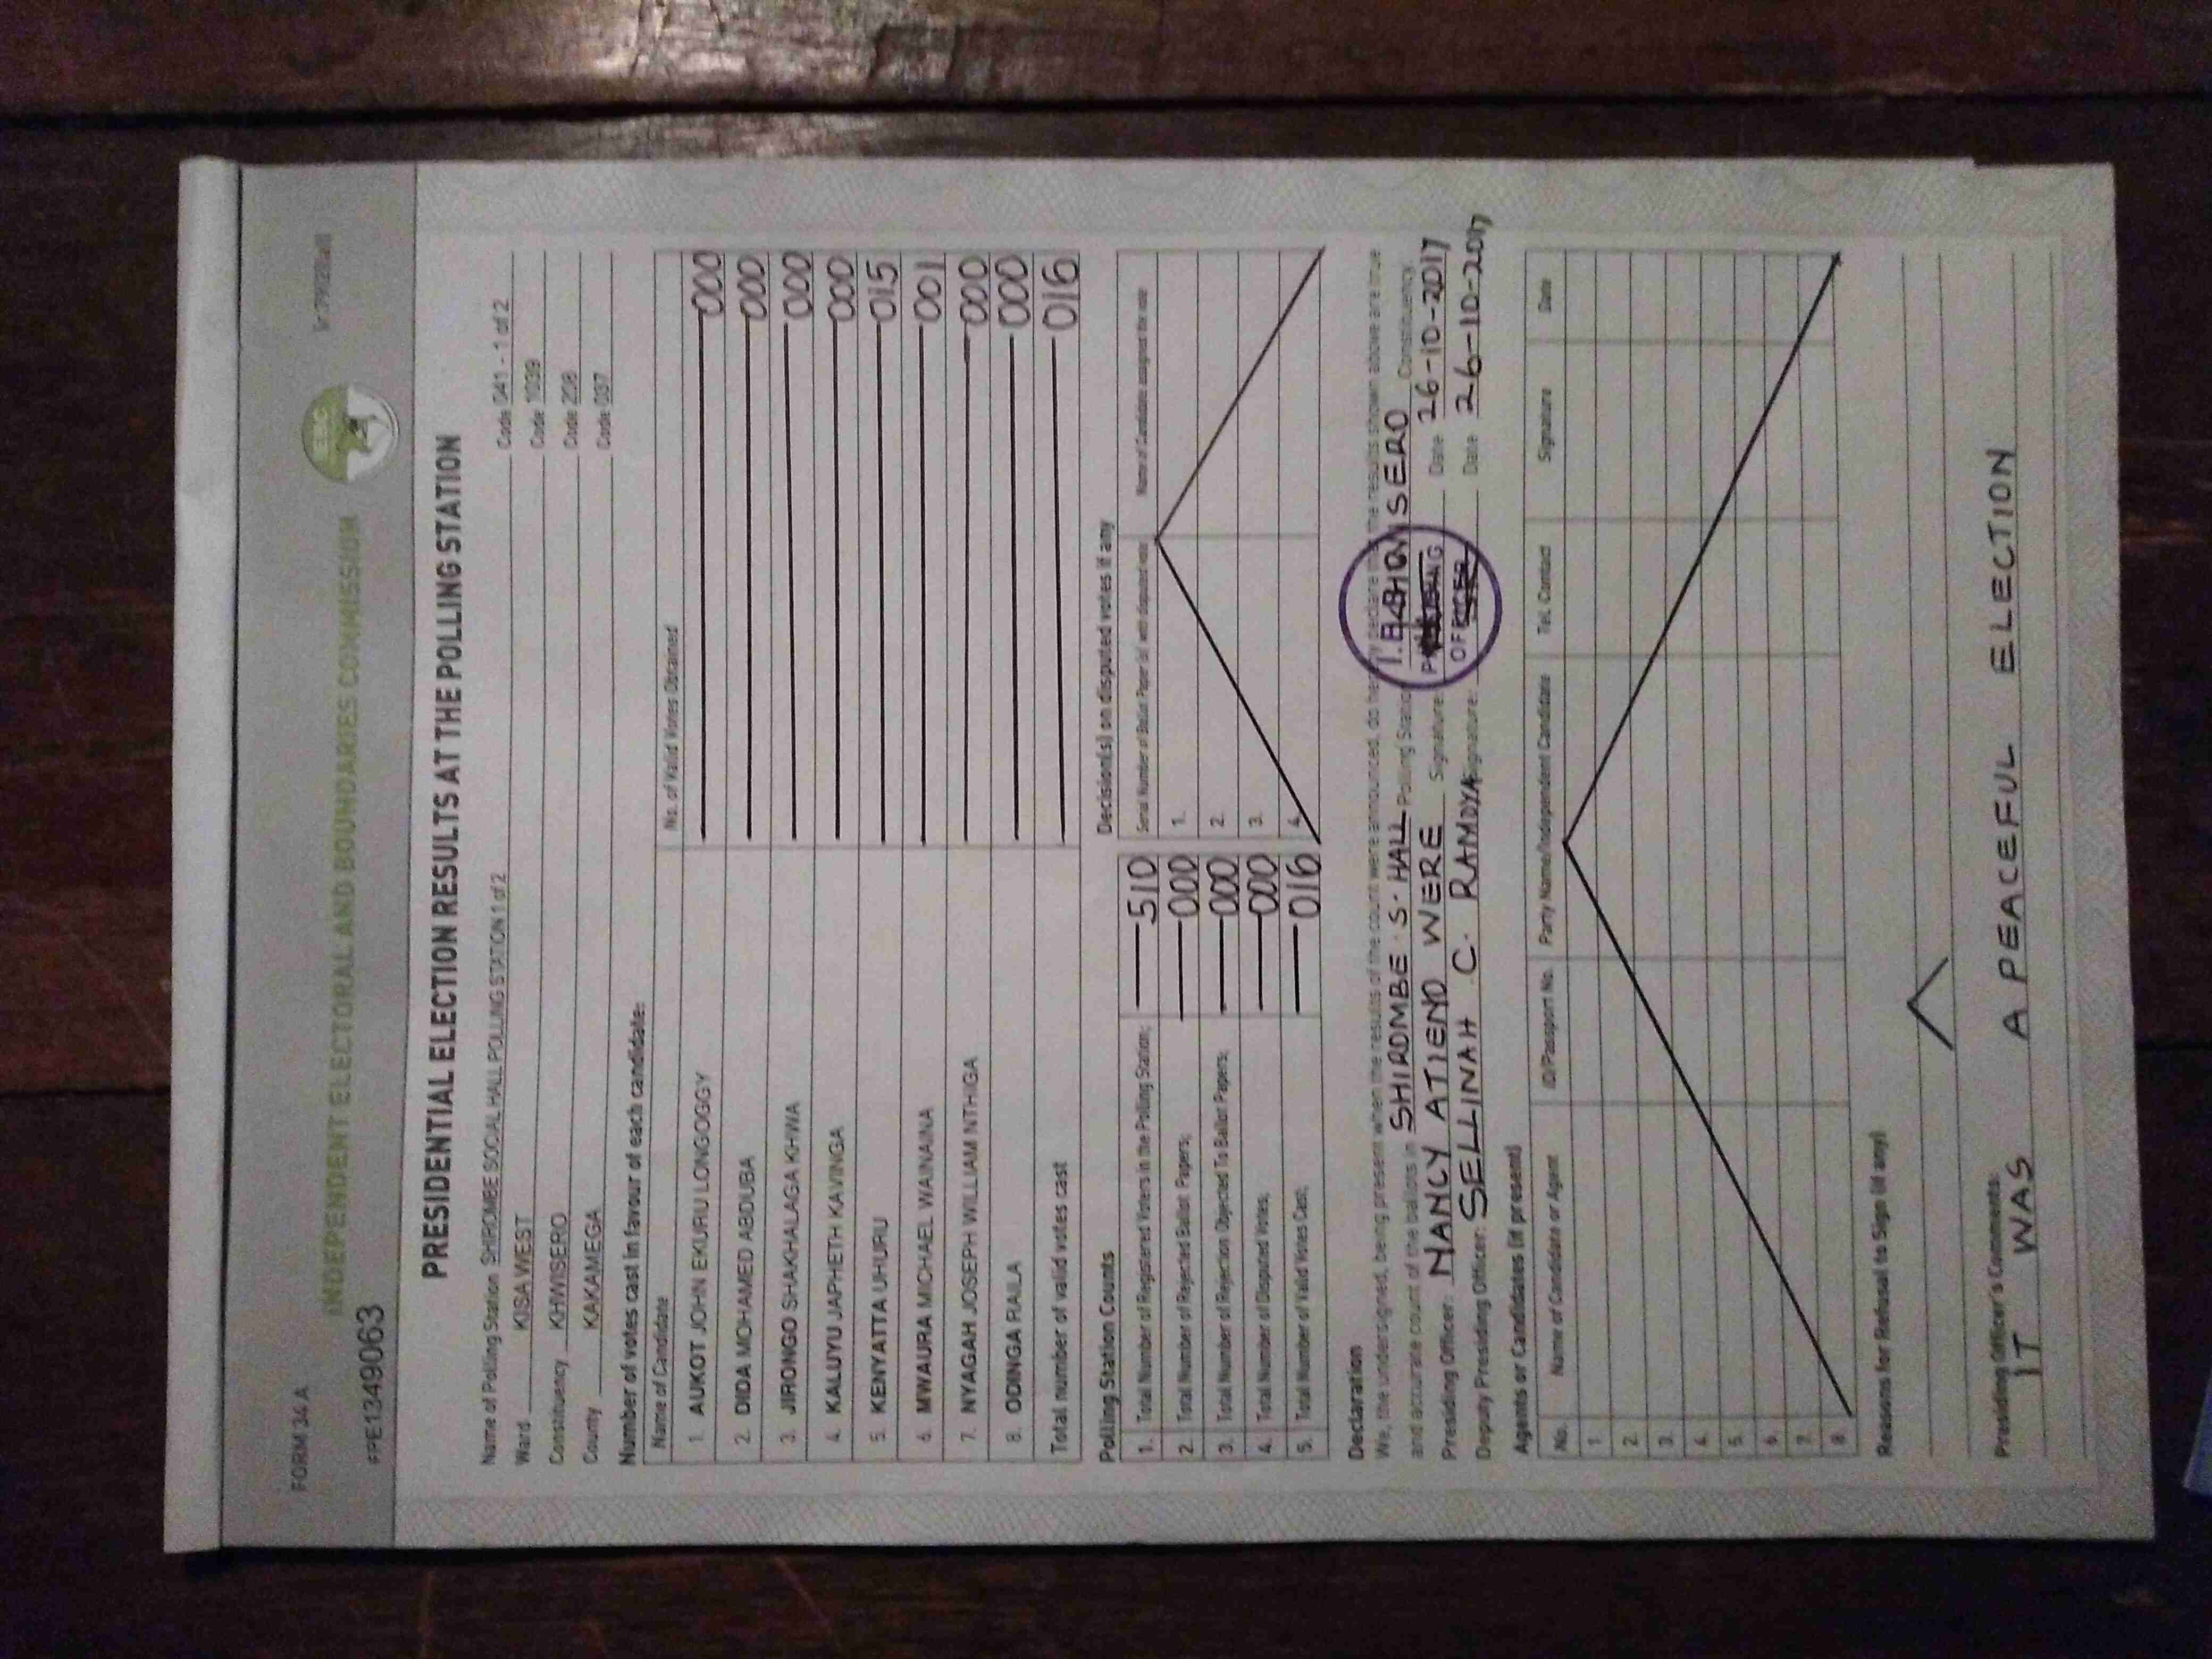 FORM 34 A
INDEPENDENT ELECTORAL AND BOUNDARIES COMMISSION
IEBC
FPE13490063
PRESIDENTIAL ELECTION RESULTS AT THE POLLING STATION
Name of Polling Station SHIROMBE SOCIAL HALL POLLING STATION 1 of 2 Code 041 - 1 of 2
Ward KISA WEST Code 1039
Constituency KHWISERO Code 208
County KAKAMEGA Code 037
Number of votes cast in favour of each candidate:
Name of Candidate No. of Valid Votes Obtained
1. AUKOT JOHN EKURU LONGOGGY 000
2. DIDA MOHAMED ABDUBA 000
3. JIRONGO SHAKHALAGA KHWA 000
4. KALUYU JAPHETH KAVINGA 000
5. KENYATTA UHURU 015
6. MWAURA MICHAEL WAINAINA 001
7. NYAGAH JOSEPH WILLIAM NTHIGA 000
8. ODINGA RAILA 000
Total number of valid votes cast 016
Polling Station Counts
1. Total Number of Registered Voters in the Polling Station; 510
2. Total Number of Rejected Ballot Papers; 000
3. Total Number of Rejection Objected To Ballot Papers; 000
4. Total Number of Disputed Votes; 000
5. Total Number of Valid Votes Cast; 016
Decision(s) on disputed votes if any
Serial Number of Ballot Paper (s) with disputed vote Name of Candidate assigned the vote
1.
2.
3.
4.
Declaration
We, the undersigned, being present when the results of the count were announced, do hereby declare that the results shown above are true
and accurate count of the ballots in SHIROMBE S. HALL Polling Station SERO Constituency.
Presiding Officer: NANCY ATIENO WERE Signature: Date 26-10-2017
Deputy Presiding Officer: SELLINAH C. RAMOYA Signature: Date 26-10-2017
Agents or Candidates (if present)
No. Name of Candidate or Agent ID/Passport No. Party Name/Independent Candidate Tel. Contact Signature Date
1
2.
3.
4.
5.
6.
7.
8.
Reasons for Refusal to Sign (if any)
Presiding Officer's Comments:
IT WAS A PEACEFUL ELECTION